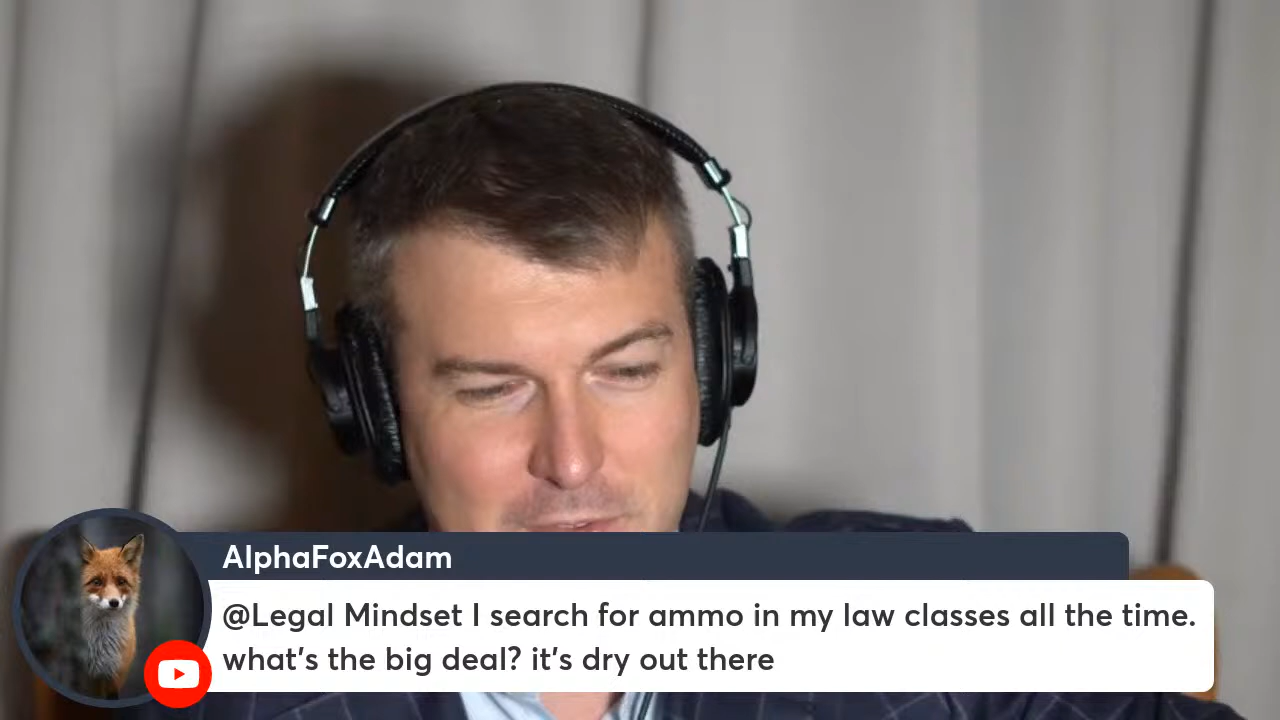 AlphaFoxAdam
@Legal Mindset I search for ammo in my law classes all the time.
what's the big deal? it's dry out there